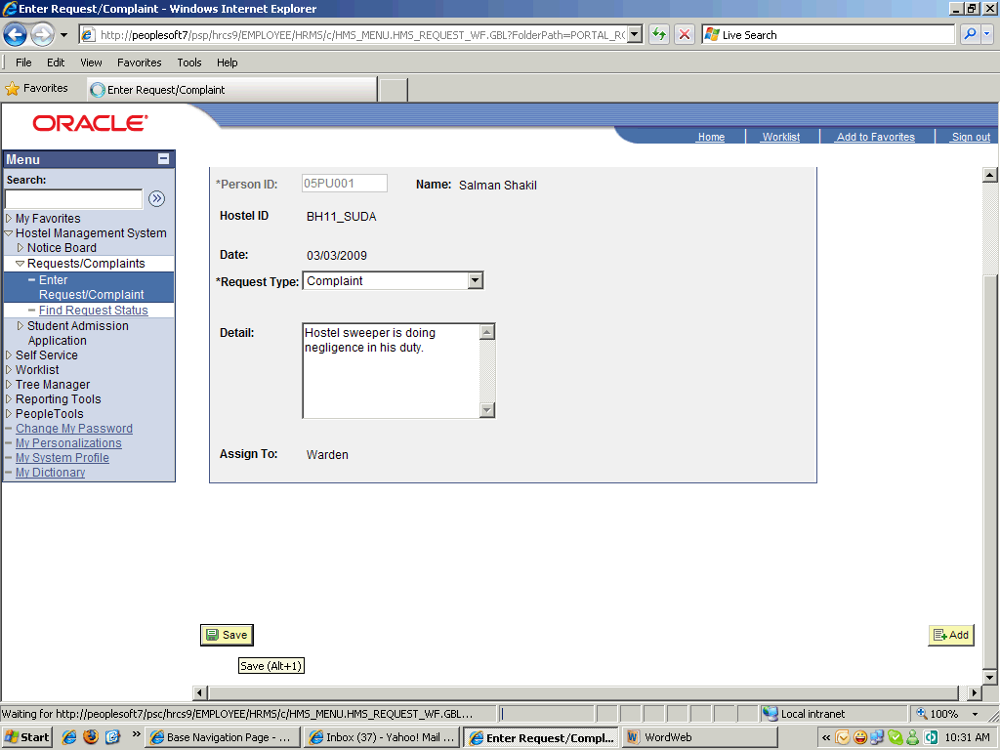 Enter Request/Complaint - Windows Internet Explorer
http://peoplesoft7/psp/hrcs9/EMPLOYEE/HRMS/c/HMS_MENU.HMS_REQUEST_WF.GBL?FolderPath=PORTAL_RO
Live Search
File Edit View Favorites Tools Help
Favorites Enter Request/Complaint
ORACLE®
Home Worklist Add to Favorites Sign out
Menu
Search:
My Favorites
Hostel Management System
Notice Board
Requests/Complaints
Enter
Request/Complaint
Find Request Status
Student Admission
Application
Self Service
Worklist
Tree Manager
Reporting Tools
PeopleTools
Change My Password
My Personalizations
My System Profile
My Dictionary
*Person ID: 05PU001 Name: Salman Shakil
Hostel ID BH11_SUDA
Date: 03/03/2009
*Request Type: Complaint
Detail: Hostel sweeper is doing
negligence in his duty.
Assign To: Warden
Save Add
Save (Alt+1)
Waiting for http://peoplesoft7/psc/hrcs9/EMPLOYEE/HRMS/c/HMS_MENU.HMS_REQUEST_WF.GBL... Local intranet 100%
Start Base Navigation Page - ... Inbox (37) - Yahoo! Mail ... Enter Request/Compl... WordWeb 10:31 AM